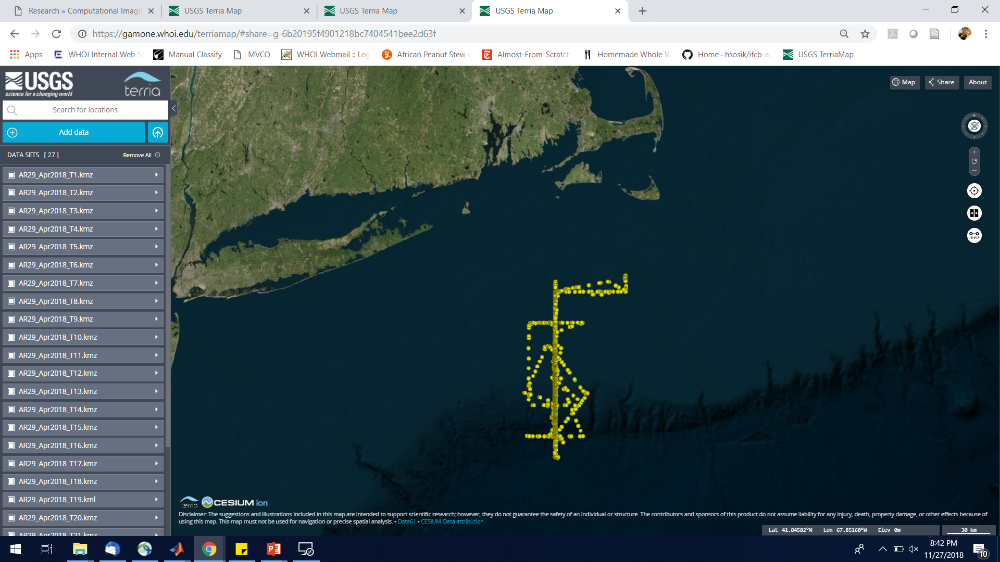 Research » Computational Imagin
USGS Terria Map
USGS Terria Map
USGS Terria Map
https://gamone.whoi.edu/terriamap/#share=g-6b20195f4901218bc7404541bee2d63f
Apps
WHOI Internal Web S
Manual Classify
MVCO
WHOI Webmail :: Log
African Peanut Stew
Almost-From-Scratch
Homemade Whole W
Home · hsosik/ifcb-an
USGS TerriaMap
USGS
science for a changing world
terria
Search for locations
Add data
DATA SETS [ 27 ]
Remove All
AR29_Apr2018_T1.kmz
AR29_Apr2018_T2.kmz
AR29_Apr2018_T3.kmz
AR29_Apr2018_T4.kmz
AR29_Apr2018_T5.kmz
AR29_Apr2018_T6.kmz
AR29_Apr2018_T7.kmz
AR29_Apr2018_T8.kmz
AR29_Apr2018_T9.kmz
AR29_Apr2018_T10.kmz
AR29_Apr2018_T11.kmz
AR29_Apr2018_T12.kmz
AR29_Apr2018_T13.kmz
AR29_Apr2018_T14.kmz
AR29_Apr2018_T15.kmz
AR29_Apr2018_T16.kmz
AR29_Apr2018_T17.kmz
AR29_Apr2018_T18.kmz
AR29_Apr2018_T19.kml
AR29_Apr2018_T20.kmz
AR29_Apr2018_T21.kmz
Map
Share
About
terria
CESIUM ion
Disclaimer: The suggestions and illustrations included in this map are intended to support scientific research; however, they do not guarantee the safety of an individual or structure. The contributors and sponsors of this product do not assume liability for any injury, death, property damage, or other effects because of
using this map. This map must not be used for navigation or precise spatial analysis. • Data61 • CESIUM Data attribution
Lat 41.84582°N Lon 67.85160°W Elev 0m
30 km
8:42 PM
11/27/2018
10